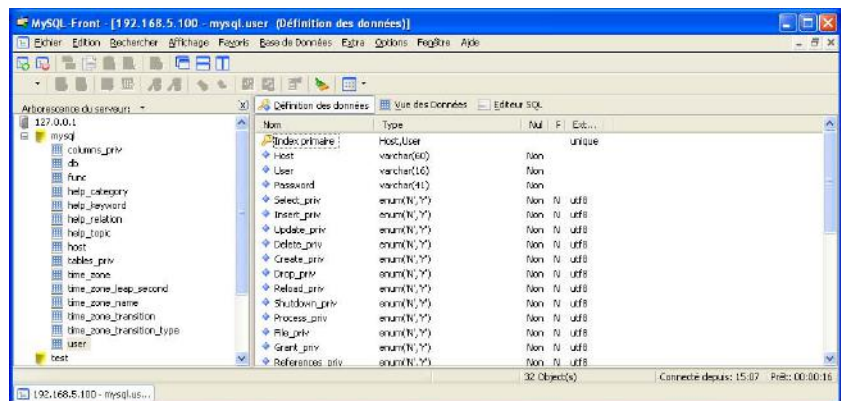 MySQL-Front - [192.168.5.100 - mysql.user (Définition des données)]
Fichier Edition Rechercher Affichage Favoris Base de Données Extra Options Fenêtre Aide
Arborescence du serveur: Définition des données Vue des Données Editeur SQL
127.0.0.1
mysql
columns_priv
db
func
help_category
help_keyword
help_relation
help_topic
host
tables_priv
time_zone
time_zone_leap_second
time_zone_name
time_zone_transition
time_zone_transition_type
user
test
Nom Type Nul F Ext...
Index primaire Host,User unique
Host varchar(60) Non
User varchar(16) Non
Password varchar(41) Non
Select_priv enum('N','Y') Non N utf8
Insert_priv enum('N','Y') Non N utf8
Update_priv enum('N','Y') Non N utf8
Delete_priv enum('N','Y') Non N utf8
Create_priv enum('N','Y') Non N utf8
Drop_priv enum('N','Y') Non N utf8
Reload_priv enum('N','Y') Non N utf8
Shutdown_priv enum('N','Y') Non N utf8
Process_priv enum('N','Y') Non N utf8
File_priv enum('N','Y') Non N utf8
Grant_priv enum('N','Y') Non N utf8
References_priv enum('N','Y') Non N utf8
32 Object(s) Connecté depuis: 15:07 Prêt: 00:00:16
192.168.5.100 - mysql.us...